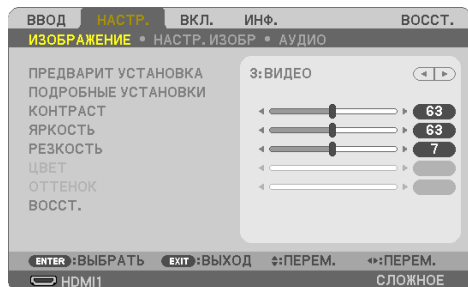 ВВОД НАСТР. ВКЛ. ИНФ. ВОССТ.
ИЗОБРАЖЕНИЕ • НАСТР. ИЗОБР • АУДИО
ПРЕДВАРИТ УСТАНОВКА 3:ВИДЕО
ПОДРОБНЫЕ УСТАНОВКИ
КОНТРАСТ 63
ЯРКОСТЬ 63
РЕЗКОСТЬ 7
ЦВЕТ
ОТТЕНОК
ВОССТ.
ENTER:ВЫБРАТЬ EXIT:ВЫХОД ♦:ПЕРЕМ. ◂▸:ПЕРЕМ.
HDMI1 СЛОЖНОЕ